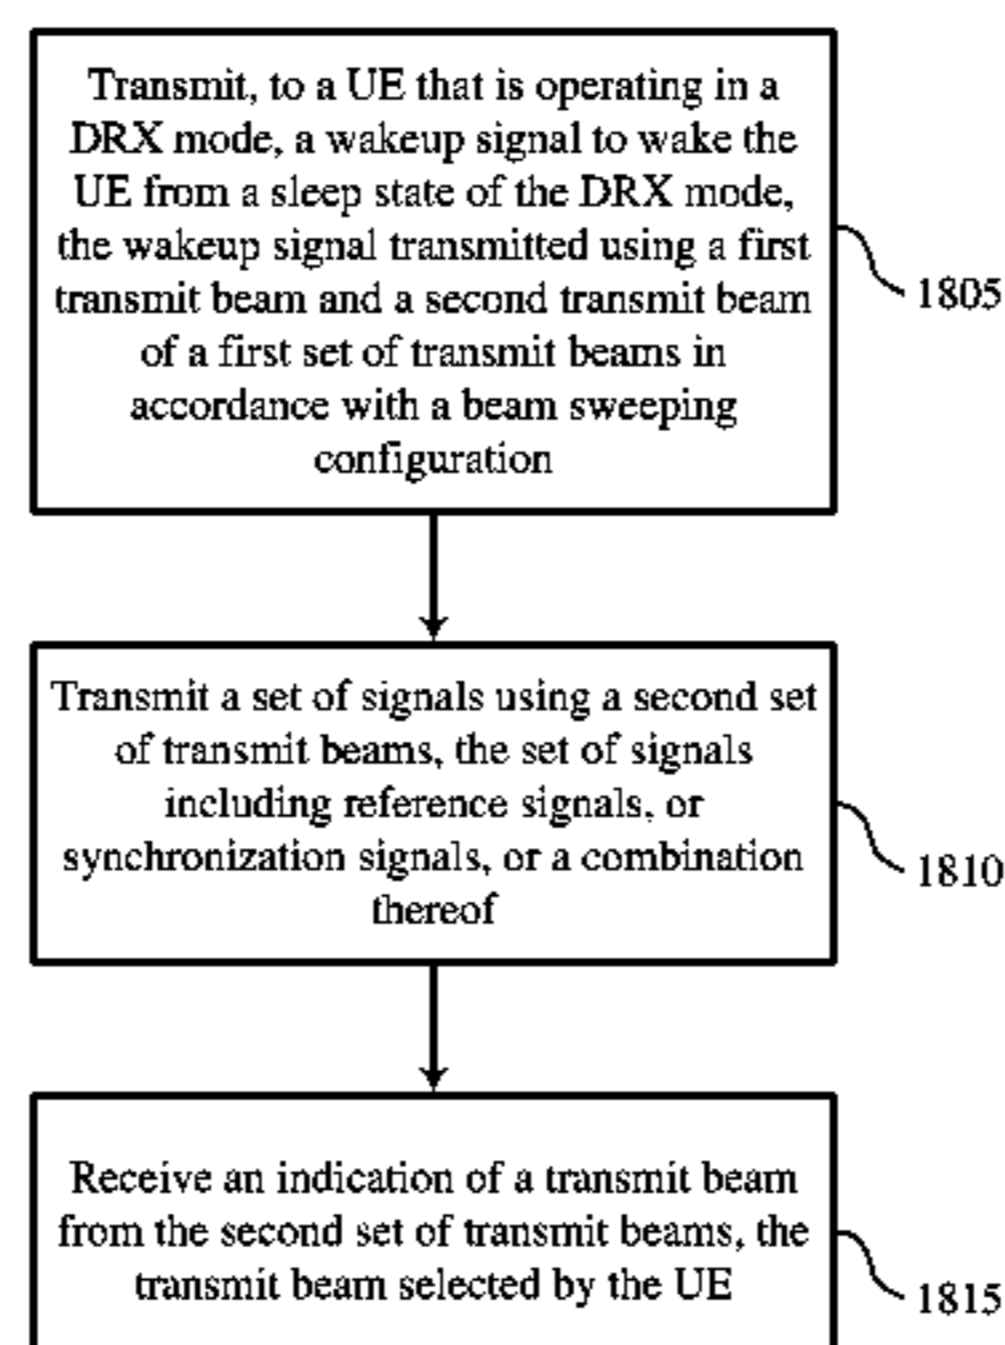 Transmit, to a UE that is operating in a
DRX mode, a wakeup signal to wake the
UE from a sleep state of the DRX mode,
the wakeup signal transmitted using a first
transmit beam and a second transmit beam
of a first set of transmit beams in
accordance with a beam sweeping
configuration
1805
Transmit a set of signals using a second set
of transmit beams, the set of signals
including reference signals, or
synchronization signals, or a combination
thereof
1810
Receive an indication of a transmit beam
from the second set of transmit beams, the
transmit beam selected by the UE
1815